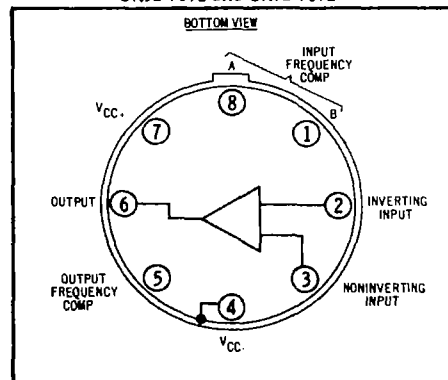 BOTTOM VIEW
INPUT
FREQUENCY
COMP
A
B
VCC+
8
7
1
OUTPUT
6
2
INVERTING
INPUT
OUTPUT
FREQUENCY
COMP
5
4
3
NONINVERTING
INPUT
VCC-